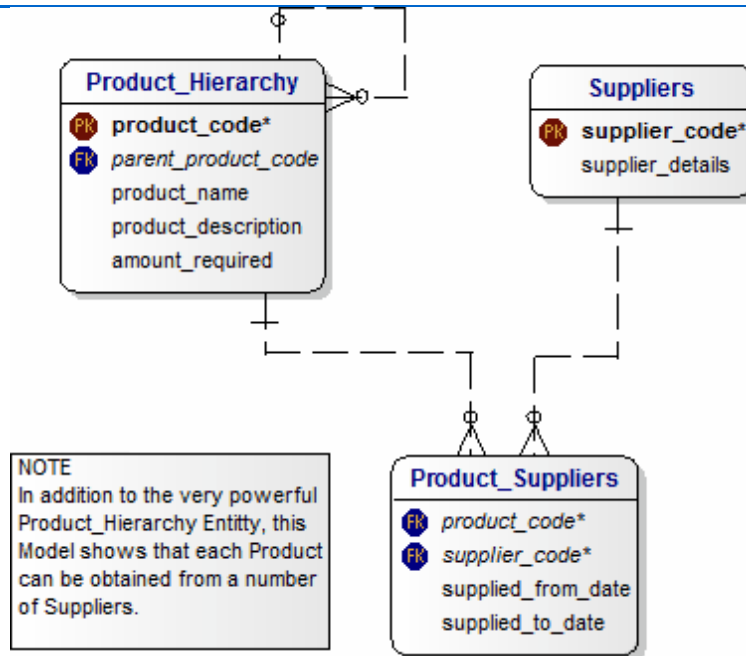 Product_Hierarchy
PK product_code*
FK parent_product_code
product_name
product_description
amount_required
Suppliers
PK supplier_code*
supplier_details
NOTE
In addition to the very powerful
Product_Hierarchy Entitty, this
Model shows that each Product
can be obtained from a number
of Suppliers.
Product_Suppliers
FK product_code*
FK supplier_code*
supplied_from_date
supplied_to_date